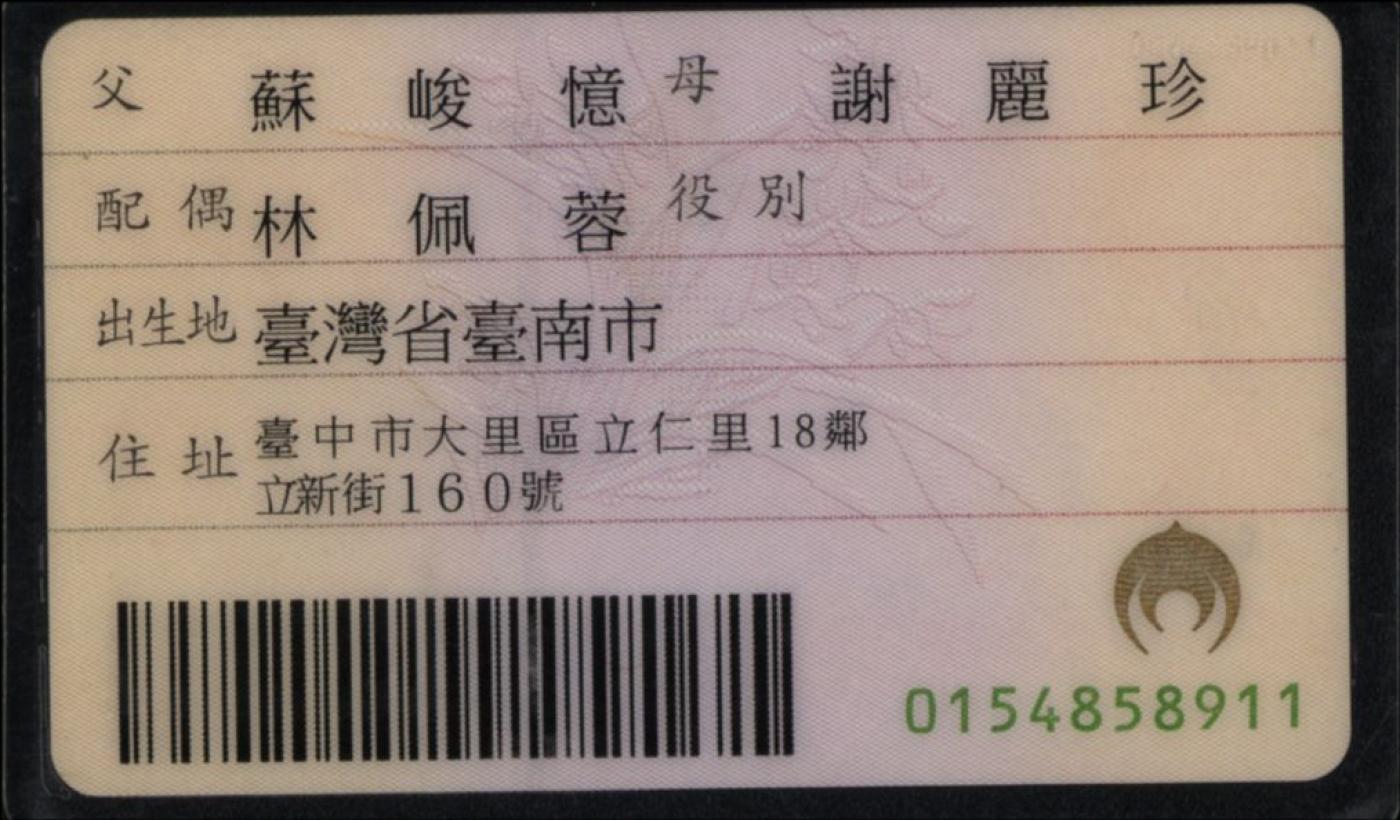 父 蘇峻憶 母 謝麗珍
配偶 林佩蓉 役別
出生地 臺灣省臺南市
住址 臺中市大里區立仁里18鄰
立新街160號
0154858911